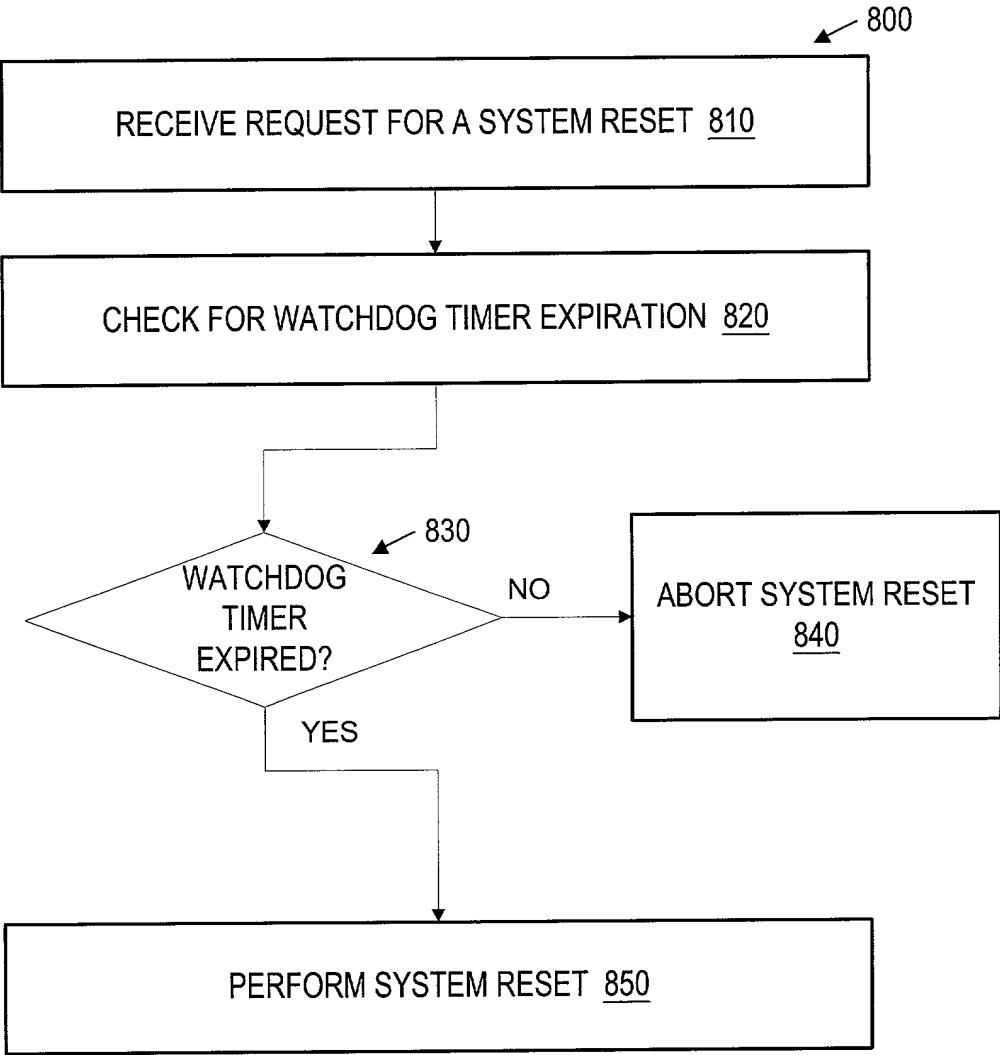 800
RECEIVE REQUEST FOR A SYSTEM RESET 810
CHECK FOR WATCHDOG TIMER EXPIRATION 820
830
WATCHDOG
TIMER
EXPIRED?
NO
ABORT SYSTEM RESET
840
YES
PERFORM SYSTEM RESET 850